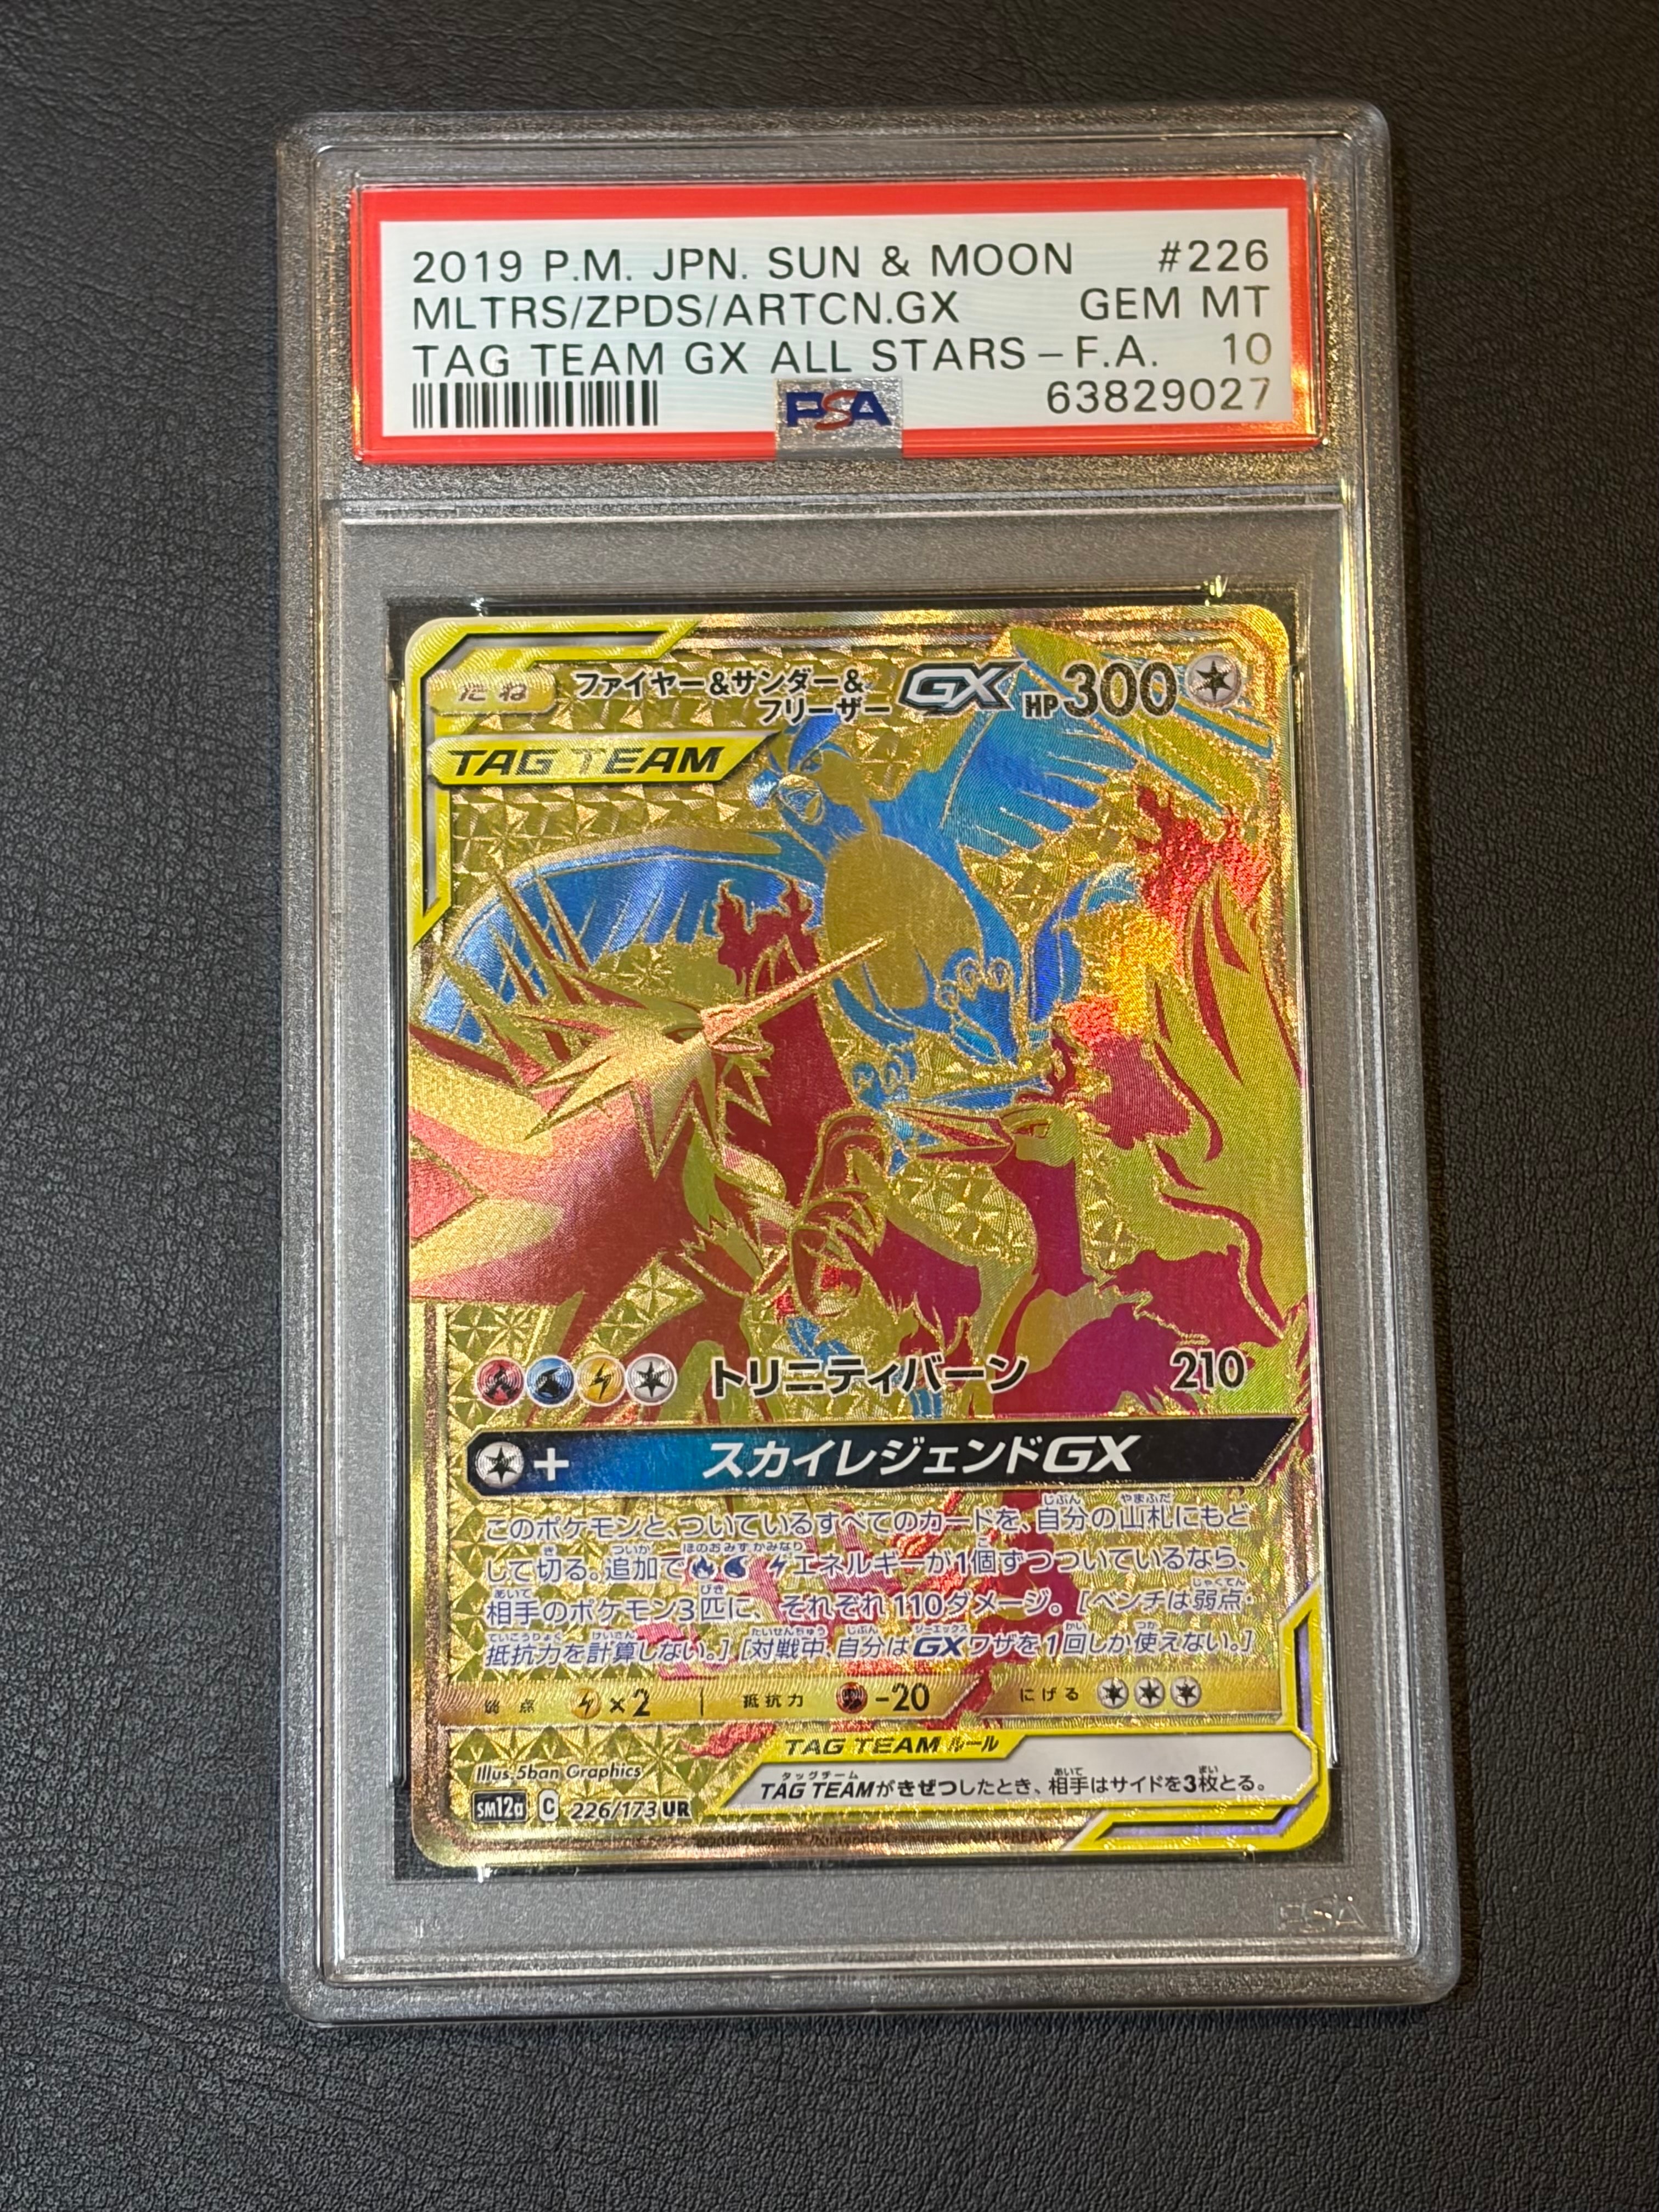 2019 P.M. JPN. SUN & MOON #226
MLTRS/ZPDS/ARTCN.GX GEM MT
TAG TEAM GX ALL STARS–F.A. 10
PSA 63829027
たね ファイヤー&サンダー& GX HP300
フリーザー
TAG TEAM
トリニティバーン 210
+ スカイレジェンドGX
このポケモンと、ついているすべてのカードを、自分の山札にもど
して切る。追加でエネルギーが1個ずつついているなら、
相手のポケモン3匹に、それぞれ110ダメージ。[ベンチは弱点・
抵抗力を計算しない。][対戦中、自分はGXワザを1回しか使えない。]
弱点 ×2 抵抗力 -20 にげる
TAG TEAM ルール
TAG TEAMがきぜつしたとき、相手はサイドを3枚とる。
Illus. 5ban Graphics
SM12a C 226/173 UR
PSA